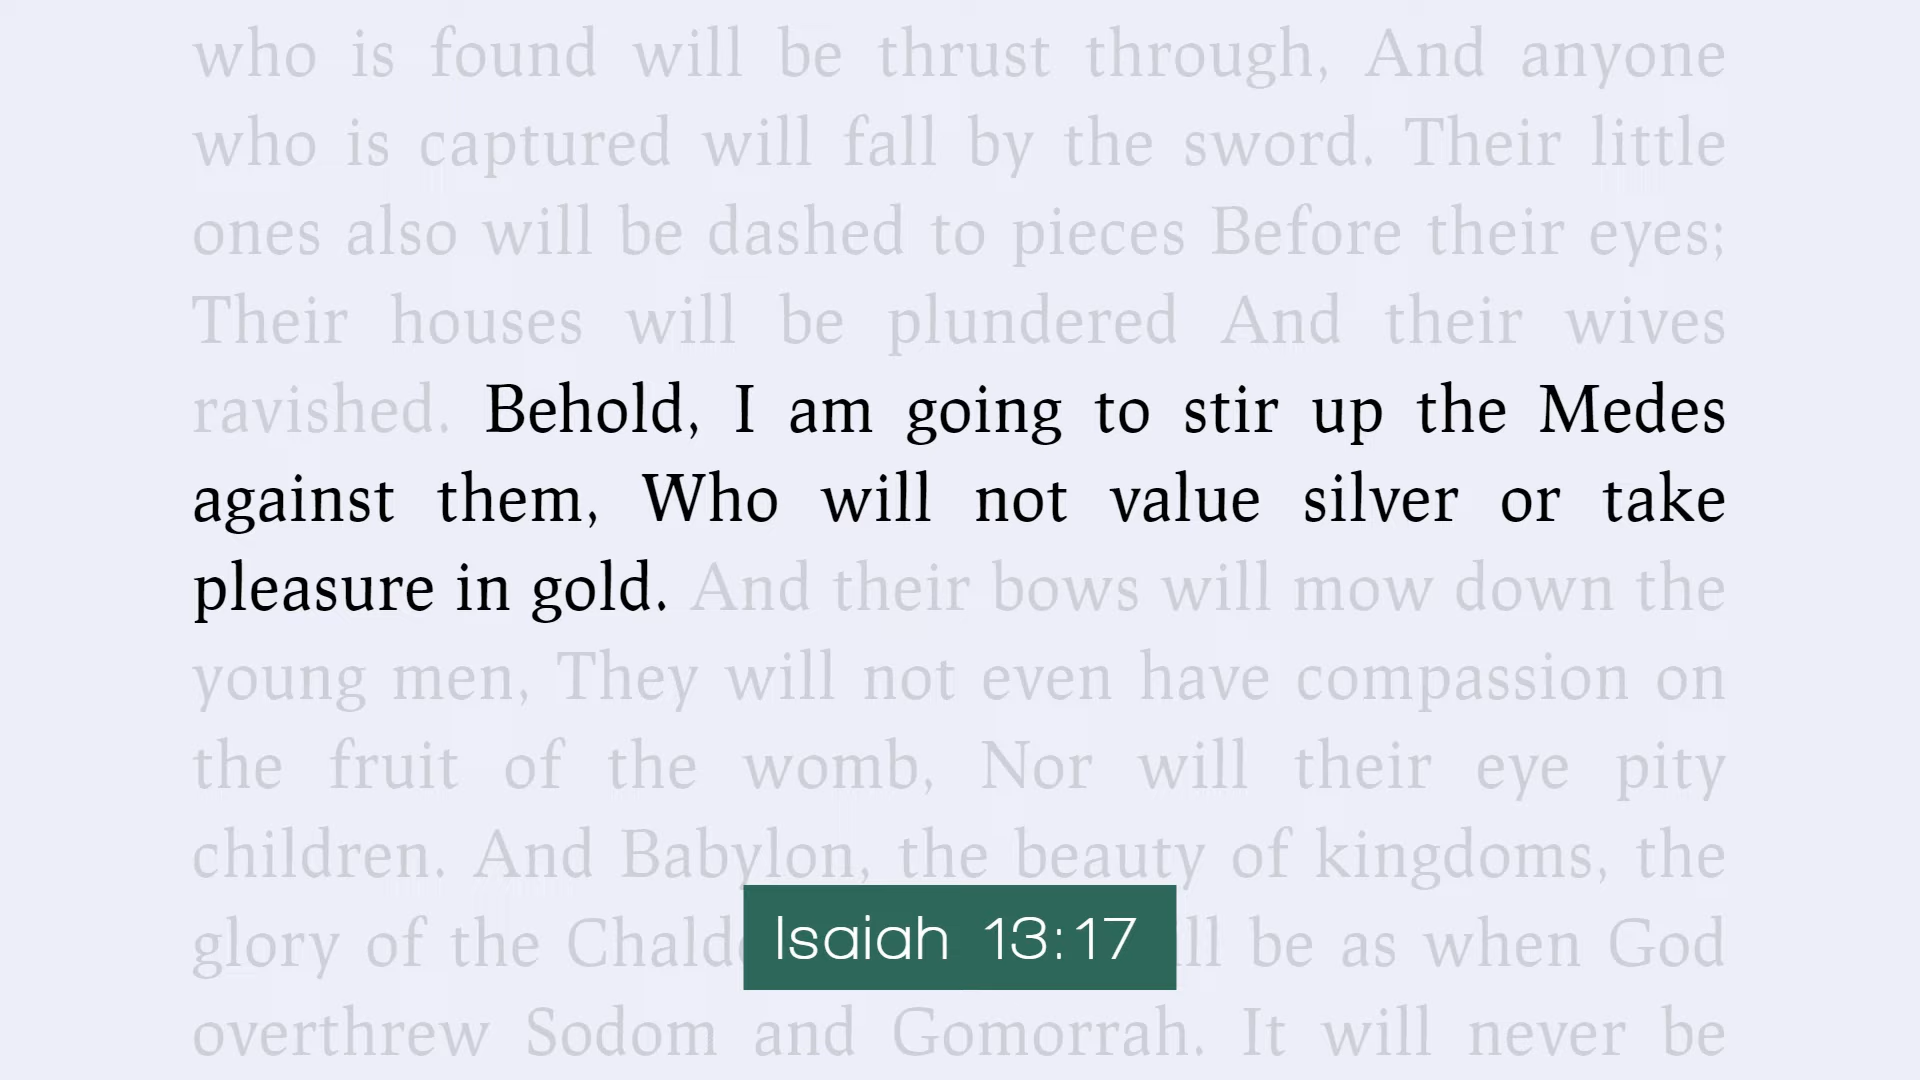 who is found will be thrust through, And anyone
who is captured will fall by the sword. Their little
ones also will be dashed to pieces Before their eyes;
Their houses will be plundered And their wives
ravished. Behold, I am going to stir up the Medes
against them, Who will not value silver or take
pleasure in gold. And their bows will mow down the
young men, They will not even have compassion on
the fruit of the womb, Nor will their eye pity
children. And Babylon, the beauty of kingdoms, the
glory of the be as when God
Isaiah 13:17
overthrew Sodom and Gomorrah. It will never be